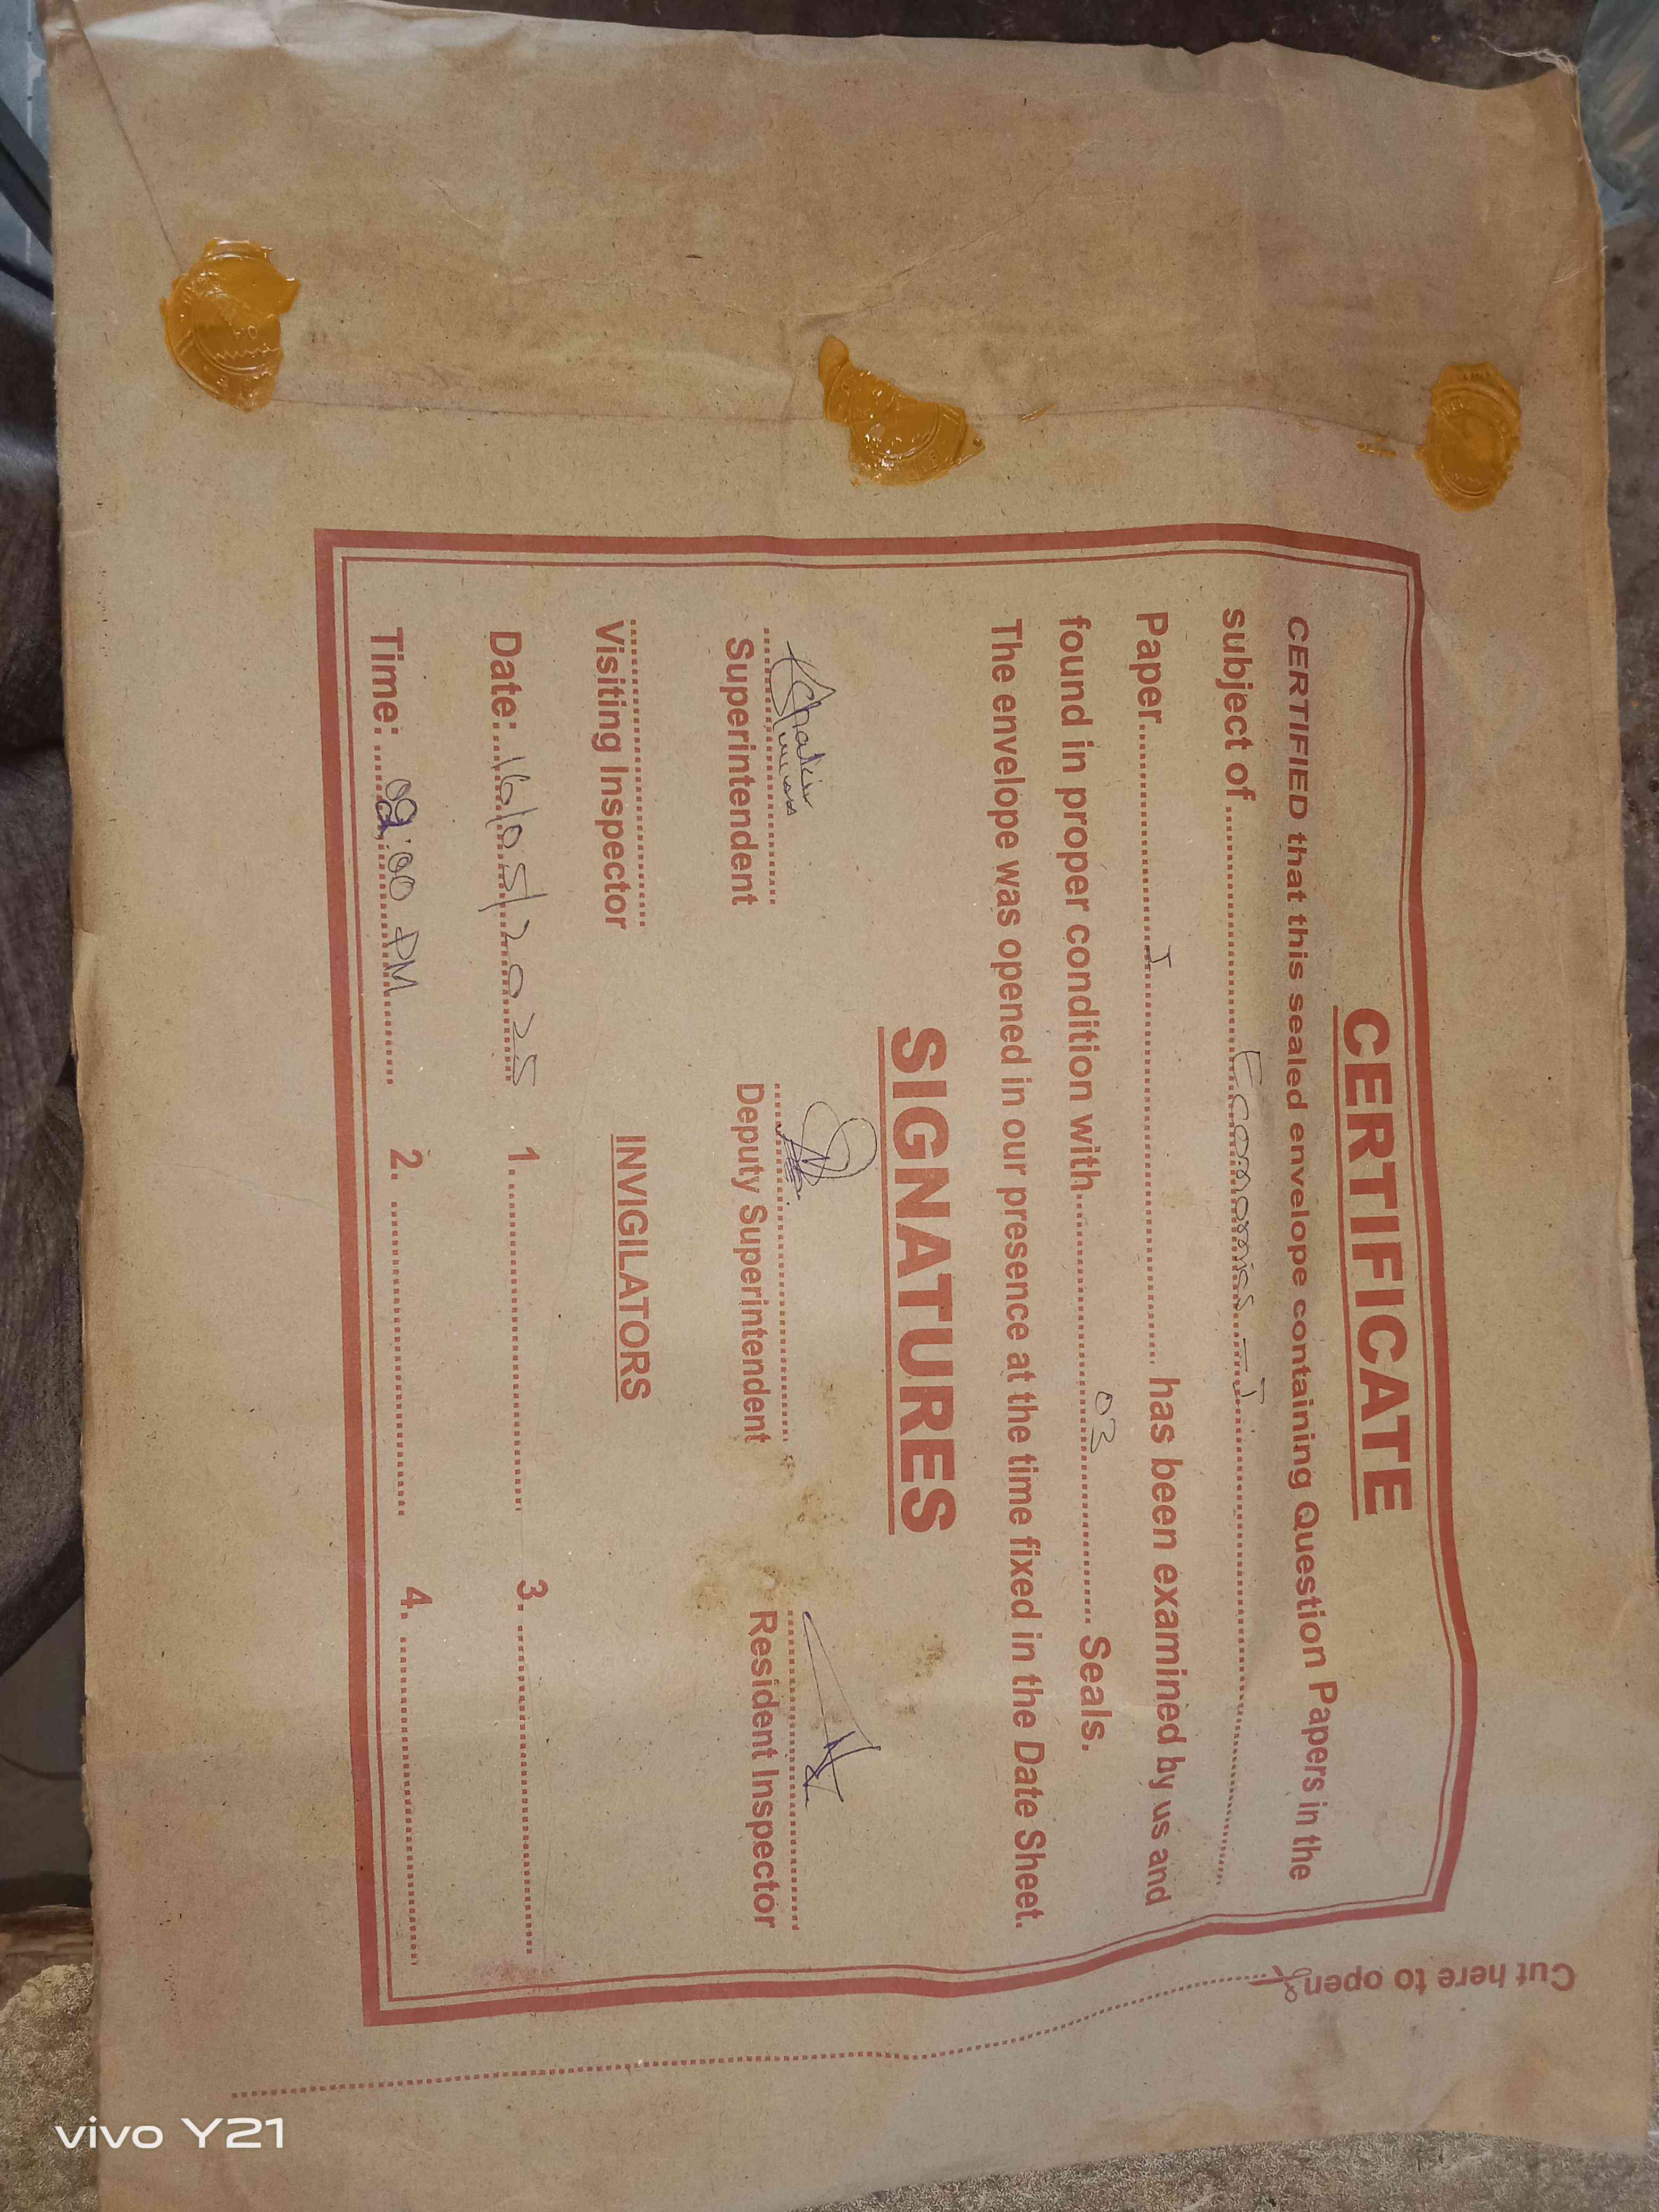 CERTIFICATE
CERTIFIED that this sealed envelope containing Question Papers in the
subject of Economics - I
Paper I has been examined by us and
found in proper condition with 03 Seals.
The envelope was opened in our presence at the time fixed in the Date Sheet.
SIGNATURES
Superintendent Deputy Superintendent Resident Inspector
Visiting Inspector INVIGILATORS
Date: 16/05/2025 1. 3.
Time: 02:00 PM 2. 4.
Cut here to open
vivo Y21